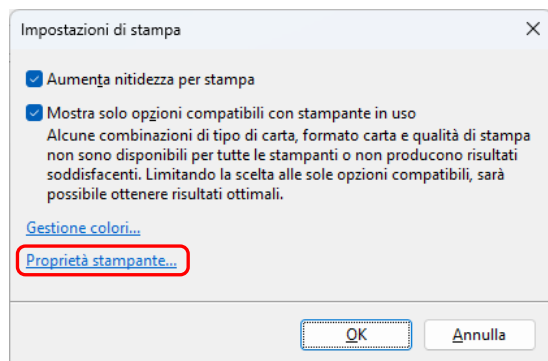 Impostazioni di stampa
Aumenta nitidezza per stampa
Mostra solo opzioni compatibili con stampante in uso
Alcune combinazioni di tipo di carta, formato carta e qualità di stampa
non sono disponibili per tutte le stampanti o non producono risultati
soddisfacenti. Limitando la scelta alle sole opzioni compatibili, sarà
possibile ottenere risultati ottimali.
Gestione colori...
Proprietà stampante...
OK Annulla